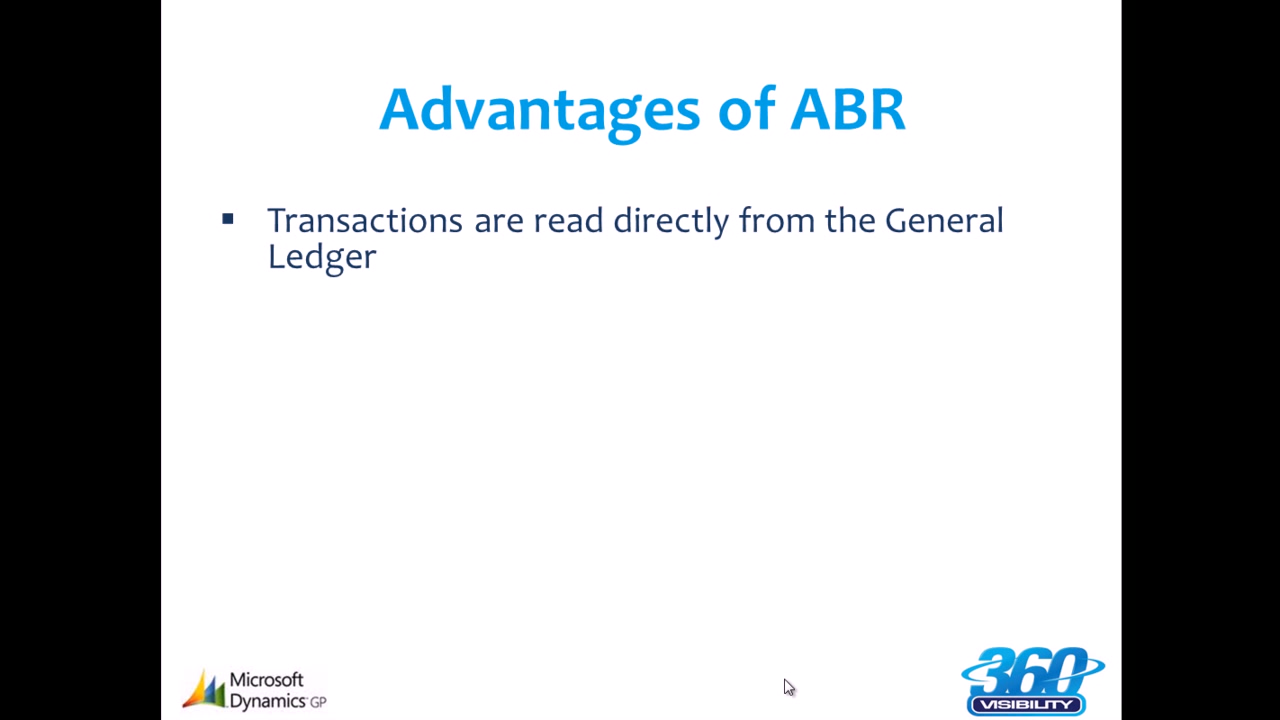 Advantages of ABR
▪ Transactions are read directly from the General
Ledger
Microsoft
Dynamics GP
360
VISIBILITY